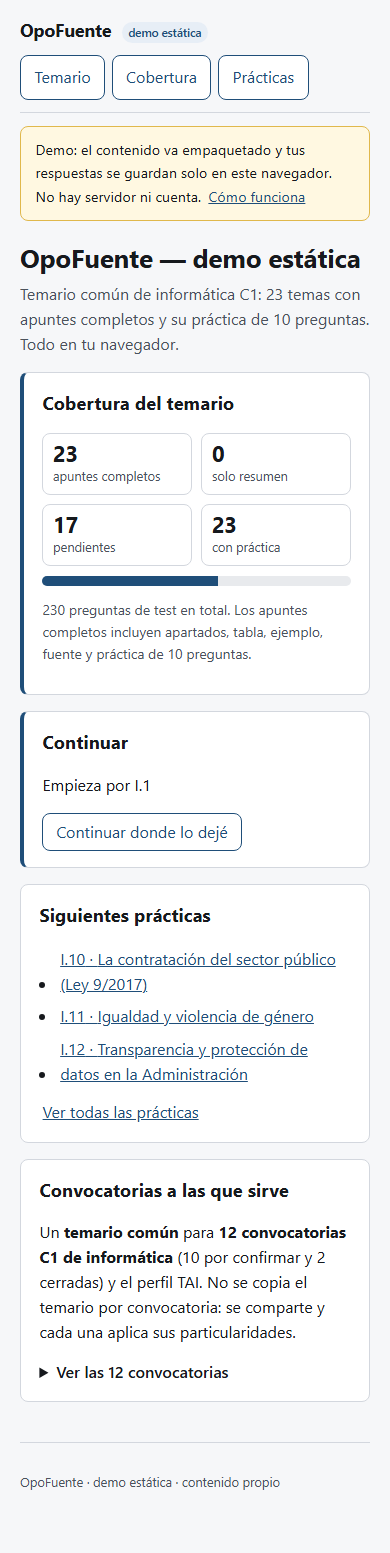 OpoFuente demo estática
Temario Cobertura Prácticas
Demo: el contenido va empaquetado y tus
respuestas se guardan solo en este navegador.
No hay servidor ni cuenta. Cómo funciona
OpoFuente — demo estática
Temario común de informática C1: 23 temas con
apuntes completos y su práctica de 10 preguntas.
Todo en tu navegador.
Cobertura del temario
23
apuntes completos
0
solo resumen
17
pendientes
23
con práctica
230 preguntas de test en total. Los apuntes
completos incluyen apartados, tabla, ejemplo,
fuente y práctica de 10 preguntas.
Continuar
Empieza por I.1
Continuar donde lo dejé
Siguientes prácticas
I.10 · La contratación del sector público
(Ley 9/2017)
I.11 · Igualdad y violencia de género
I.12 · Transparencia y protección de
datos en la Administración
Ver todas las prácticas
Convocatorias a las que sirve
Un temario común para 12 convocatorias
C1 de informática (10 por confirmar y 2
cerradas) y el perfil TAI. No se copia el
temario por convocatoria: se comparte y
cada una aplica sus particularidades.
Ver las 12 convocatorias
OpoFuente · demo estática · contenido propio